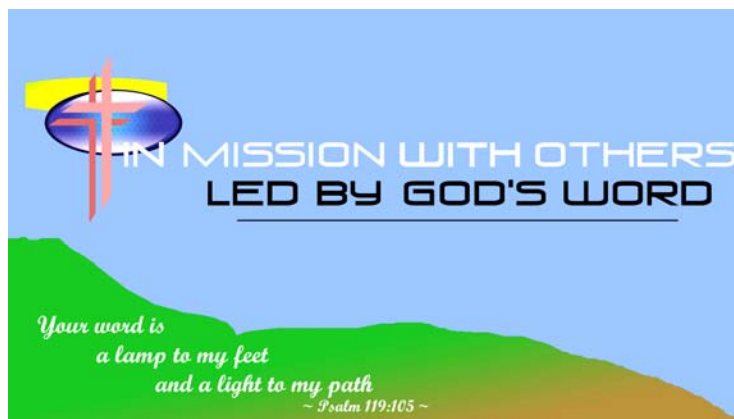 IN MISSION WITH OTHERS
LED BY GOD'S WORD
Your word is
a lamp to my feet
and a light to my path
~ Psalm 119:105 ~